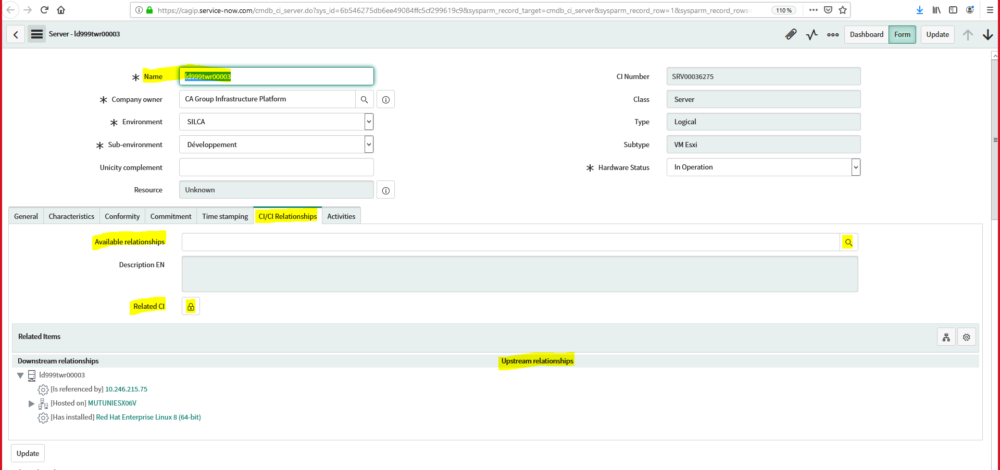 https://cagip.service-now.com/cmdb_ci_server.do?sys_id=6b546275db6ee49084ffc5cf299619c9&sysparm_record_target=cmdb_ci_server&sysparm_record_row=1&sysparm_record_rows=
110 %
Server - ld999twr00003
Dashboard
Form
Update
Name
ld999twr00003
CI Number
SRV00036275
Company owner
CA Group Infrastructure Platform
Class
Server
Environment
SILCA
Type
Logical
Sub-environment
Développement
Subtype
VM Esxi
Unicity complement
Hardware Status
In Operation
Resource
Unknown
General
Characteristics
Conformity
Commitment
Time stamping
CI/CI Relationships
Activities
Available relationships
Description EN
Related CI
Related Items
Downstream relationships
Upstream relationships
ld999twr00003
[Is referenced by] 10.246.215.75
[Hosted on] MUTUNIESX06V
[Has installed] Red Hat Enterprise Linux 8 (64-bit)
Update